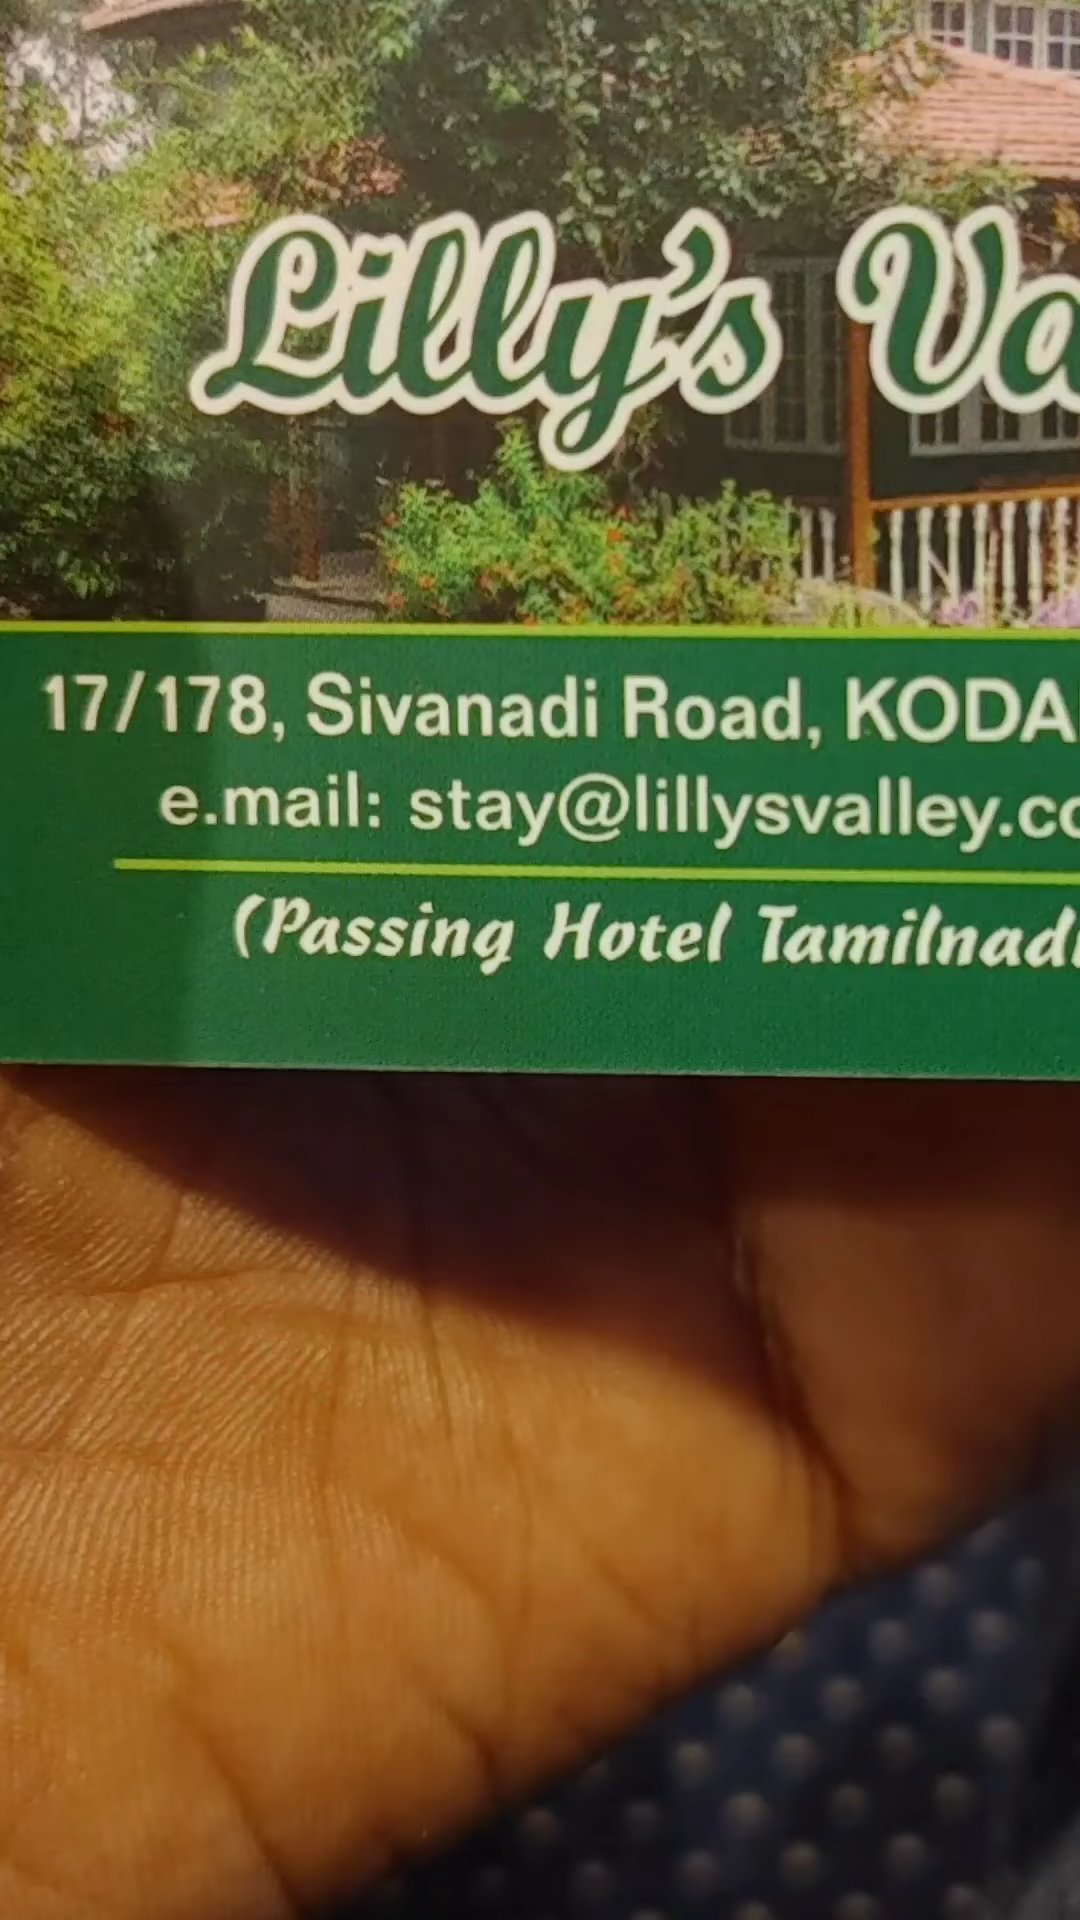 Lilly's Va
17/178, Sivanadi Road, KODA
e.mail: stay@lillysvalley.co
(Passing Hotel Tamilnad